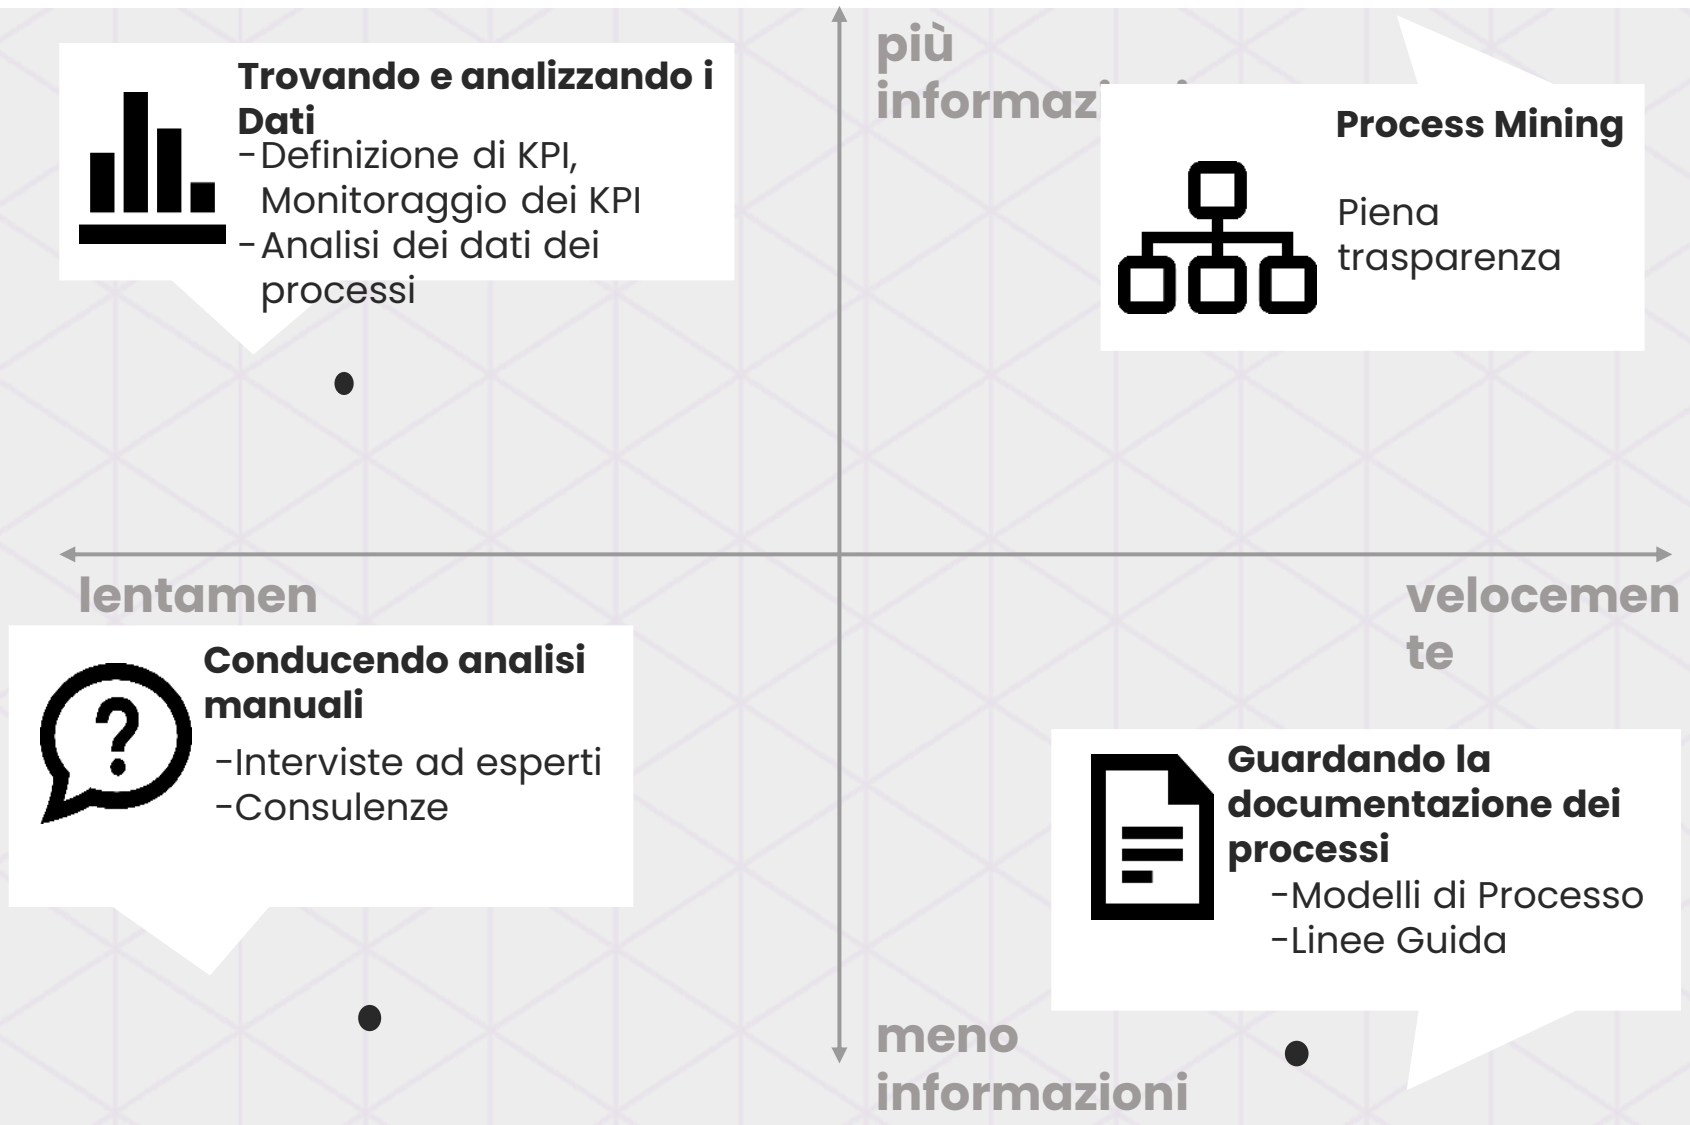 Trovando e analizzando i
Dati
-Definizione di KPI,
Monitoraggio dei KPI
-Analisi dei dati dei
processi
più
Process Mining
Piena
trasparenza
lentamen
velocemen
te
Conducendo analisi
manuali
-Interviste ad esperti
-Consulenze
Guardando la
documentazione dei
processi
-Modelli di Processo
-Linee Guida
meno
informazioni